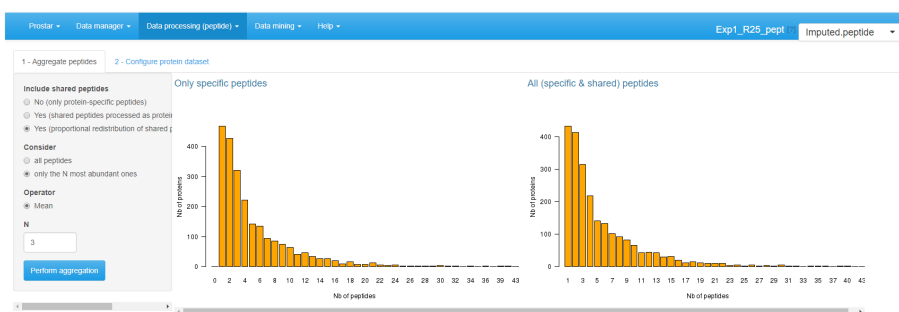 Prostar Data manager Data processing (peptide) Data mining Help Exp1_R25_pept [?] Imputed.peptide
1 - Aggregate peptides 2 - Configure protein dataset
Include shared peptides
No (only protein-specific peptides)
Yes (shared peptides processed as protein
Yes (proportional redistribution of shared p
Consider
all peptides
only the N most abundant ones
Operator
Mean
N
3
Perform aggregation
Only specific peptides
Nb of proteins
400
300
200
100
0
0 2 4 6 8 10 12 14 16 18 20 22 24 26 28 30 32 34 36 39 43
Nb of peptides
All (specific & shared) peptides
Nb of proteins
400
300
200
100
0
1 3 5 7 9 11 13 15 17 19 21 23 25 27 29 31 33 35 37 40 43
Nb of peptides